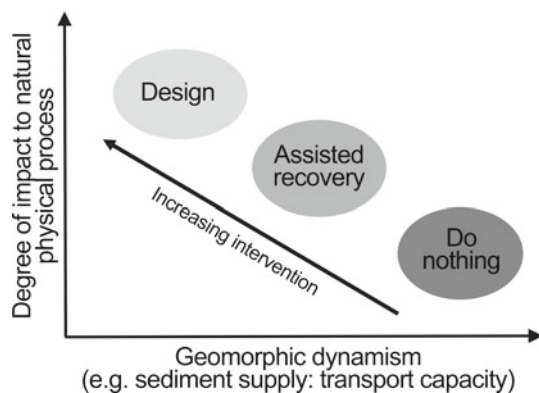 Degree of impact to natural
physical process
Design
Assisted
recovery
Do
nothing
Increasing intervention
Geomorphic dynamism
(e.g. sediment supply: transport capacity)